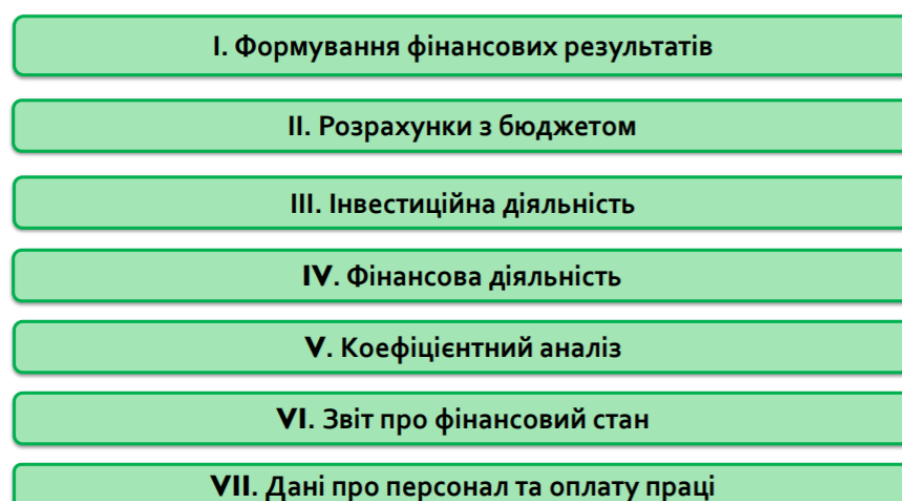 I. Формування фінансових результатів
II. Розрахунки з бюджетом
III. Інвестиційна діяльність
IV. Фінансова діяльність
V. Коефіцієнтний аналіз
VI. Звіт про фінансовий стан
VII. Дані про персонал та оплату праці